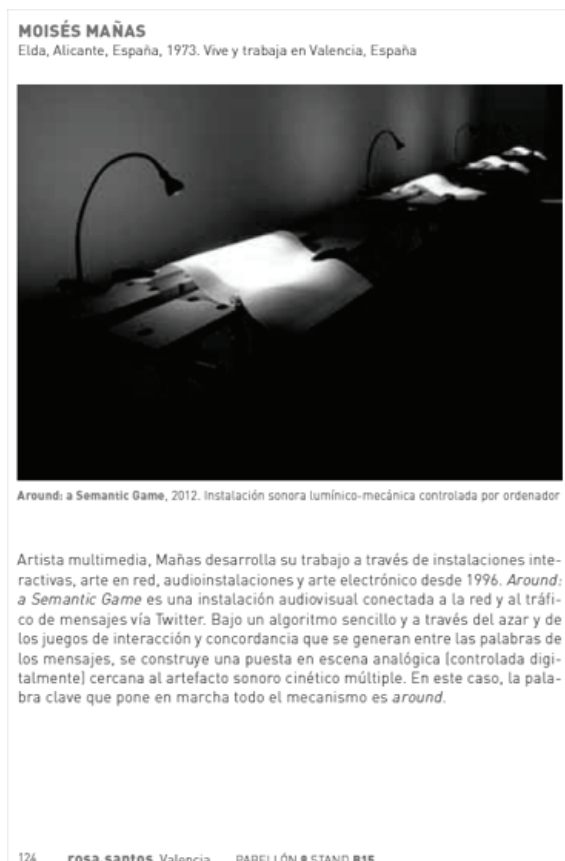 MOISÉS MAÑAS
Elda, Alicante, España, 1973. Vive y trabaja en Valencia, España
Around: a Semantic Game, 2012. Instalación sonora lumínico-mecánica controlada por ordenador
Artista multimedia, Mañas desarrolla su trabajo a través de instalaciones inte-
ractivas, arte en red, audioinstalaciones y arte electrónico desde 1996. Around:
a Semantic Game es una instalación audiovisual conectada a la red y al tráfi-
co de mensajes vía Twitter. Bajo un algoritmo sencillo y a través del azar y de
los juegos de interacción y concordancia que se generan entre las palabras de
los mensajes, se construye una puesta en escena analógica (controlada digi-
talmente) cercana al artefacto sonoro cinético múltiple. En este caso, la pala-
bra clave que pone en marcha todo el mecanismo es around.
124 rosa santos Valencia PABELLÓN 8 STAND B15